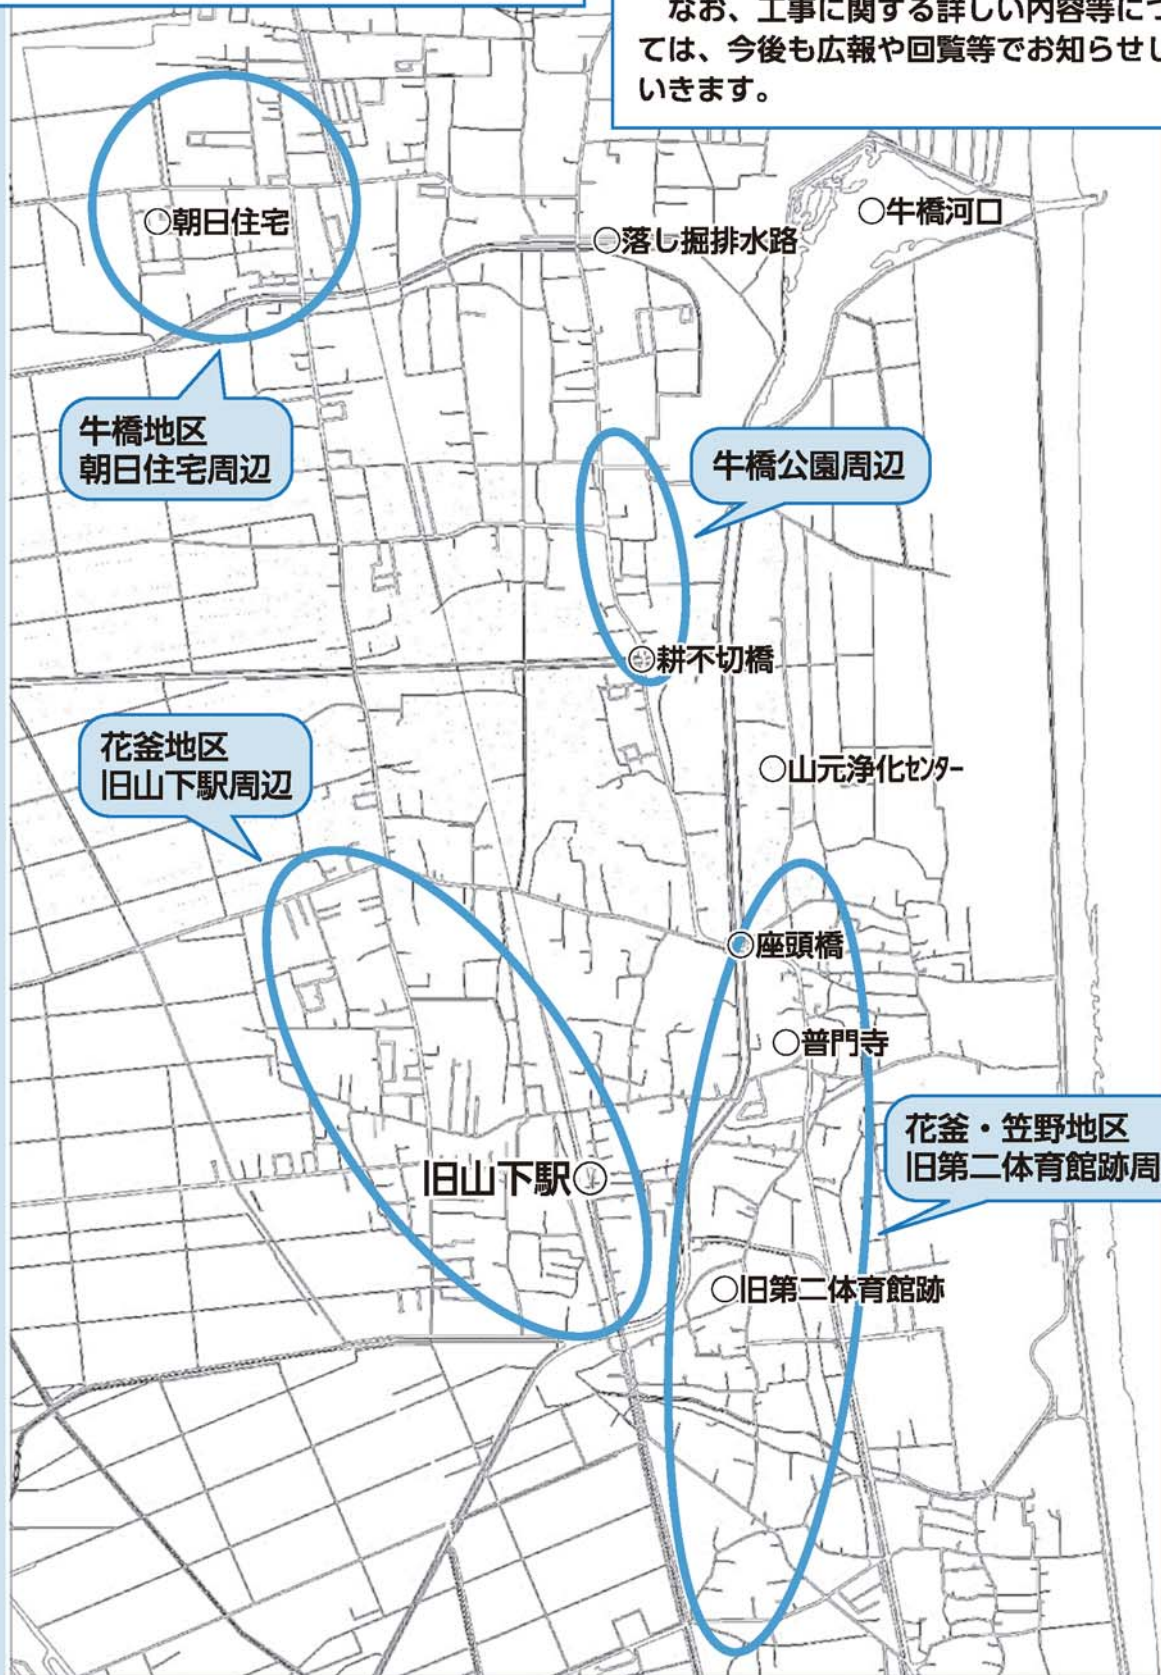 なお、工事に関する詳しい内容等につ
ては、今後も広報や回覧等でお知らせし
いきます。
○朝日住宅
○落し掘排水路
○牛橋河口
牛橋地区
朝日住宅周辺
牛橋公園周辺
○耕不切橋
花釜地区
旧山下駅周辺
○山元浄化センター
○座頭橋
○普門寺
花釜・笠野地区
旧第二体育館跡周
旧山下駅○
○旧第二体育館跡